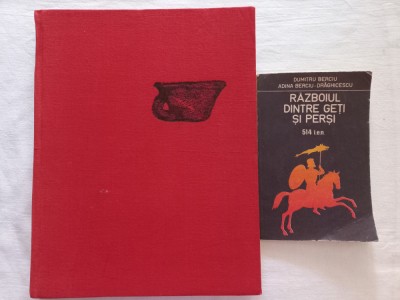 DUMITRU BERCIU
ADINA BERCIU-DRĂGHICESCU
RĂZBOIUL
DINTRE GEȚI
ȘI PERȘI
514 î.e.n.